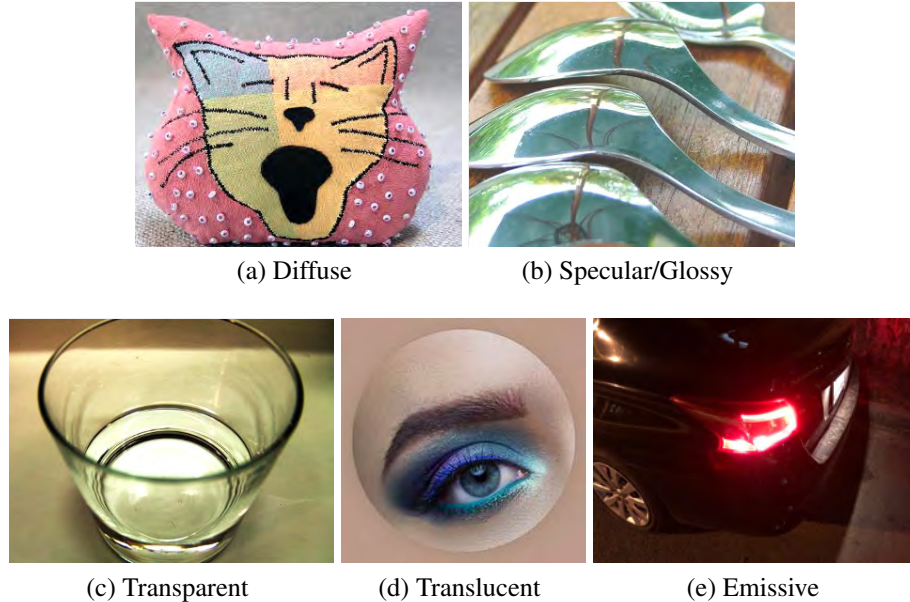 (a) Diffuse
(b) Specular/Glossy
(c) Transparent
(d) Translucent
(e) Emissive